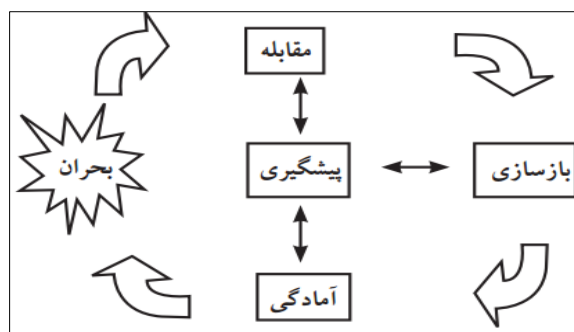 مقابله
بازسازی
پیشگیری
بحران
آمادگی